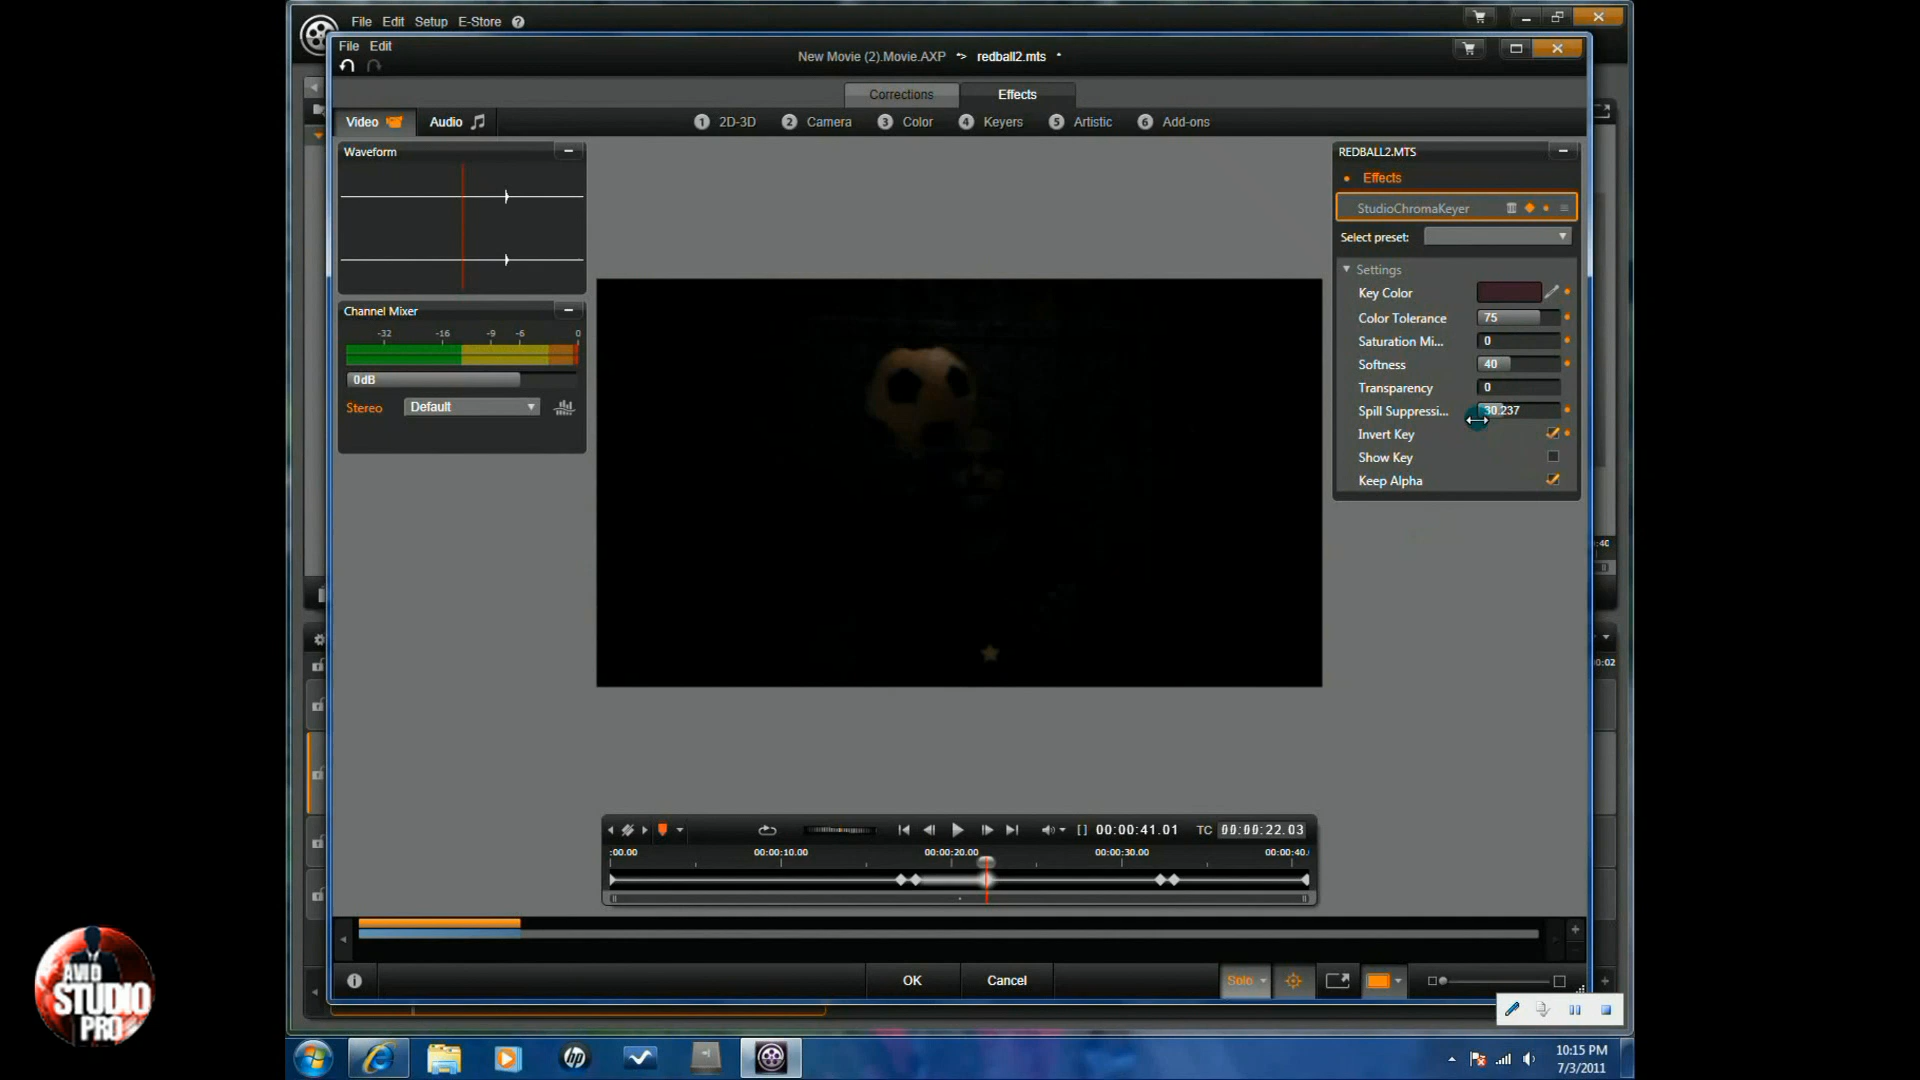 File Edit Setup E-Store ?
File Edit
New Movie (2).Movie.AXP > redball2.mts *
Corrections Effects
Video Audio
1 2D-3D 2 Camera 3 Color 4 Keyers 5 Artistic 6 Add-ons
Waveform
Channel Mixer
-32 -16 -9 -6 0
0dB
Stereo Default
REDBALL2.MTS
Effects
StudioChromaKeyer
Select preset:
Settings
Key Color
Color Tolerance 75
Saturation Mi... 0
Softness 40
Transparency 0
Spill Suppressi... 30.237
Invert Key
Show Key
Keep Alpha
:40
:02
[] 00:00:41.01 TC 00:00:22.03
:00.00 00:00:10.00 00:00:20.00 00:00:30.00 00:00:40.
OK Cancel Solo
AVID
STUDIO
PRO
hp
10:15 PM
7/3/2011